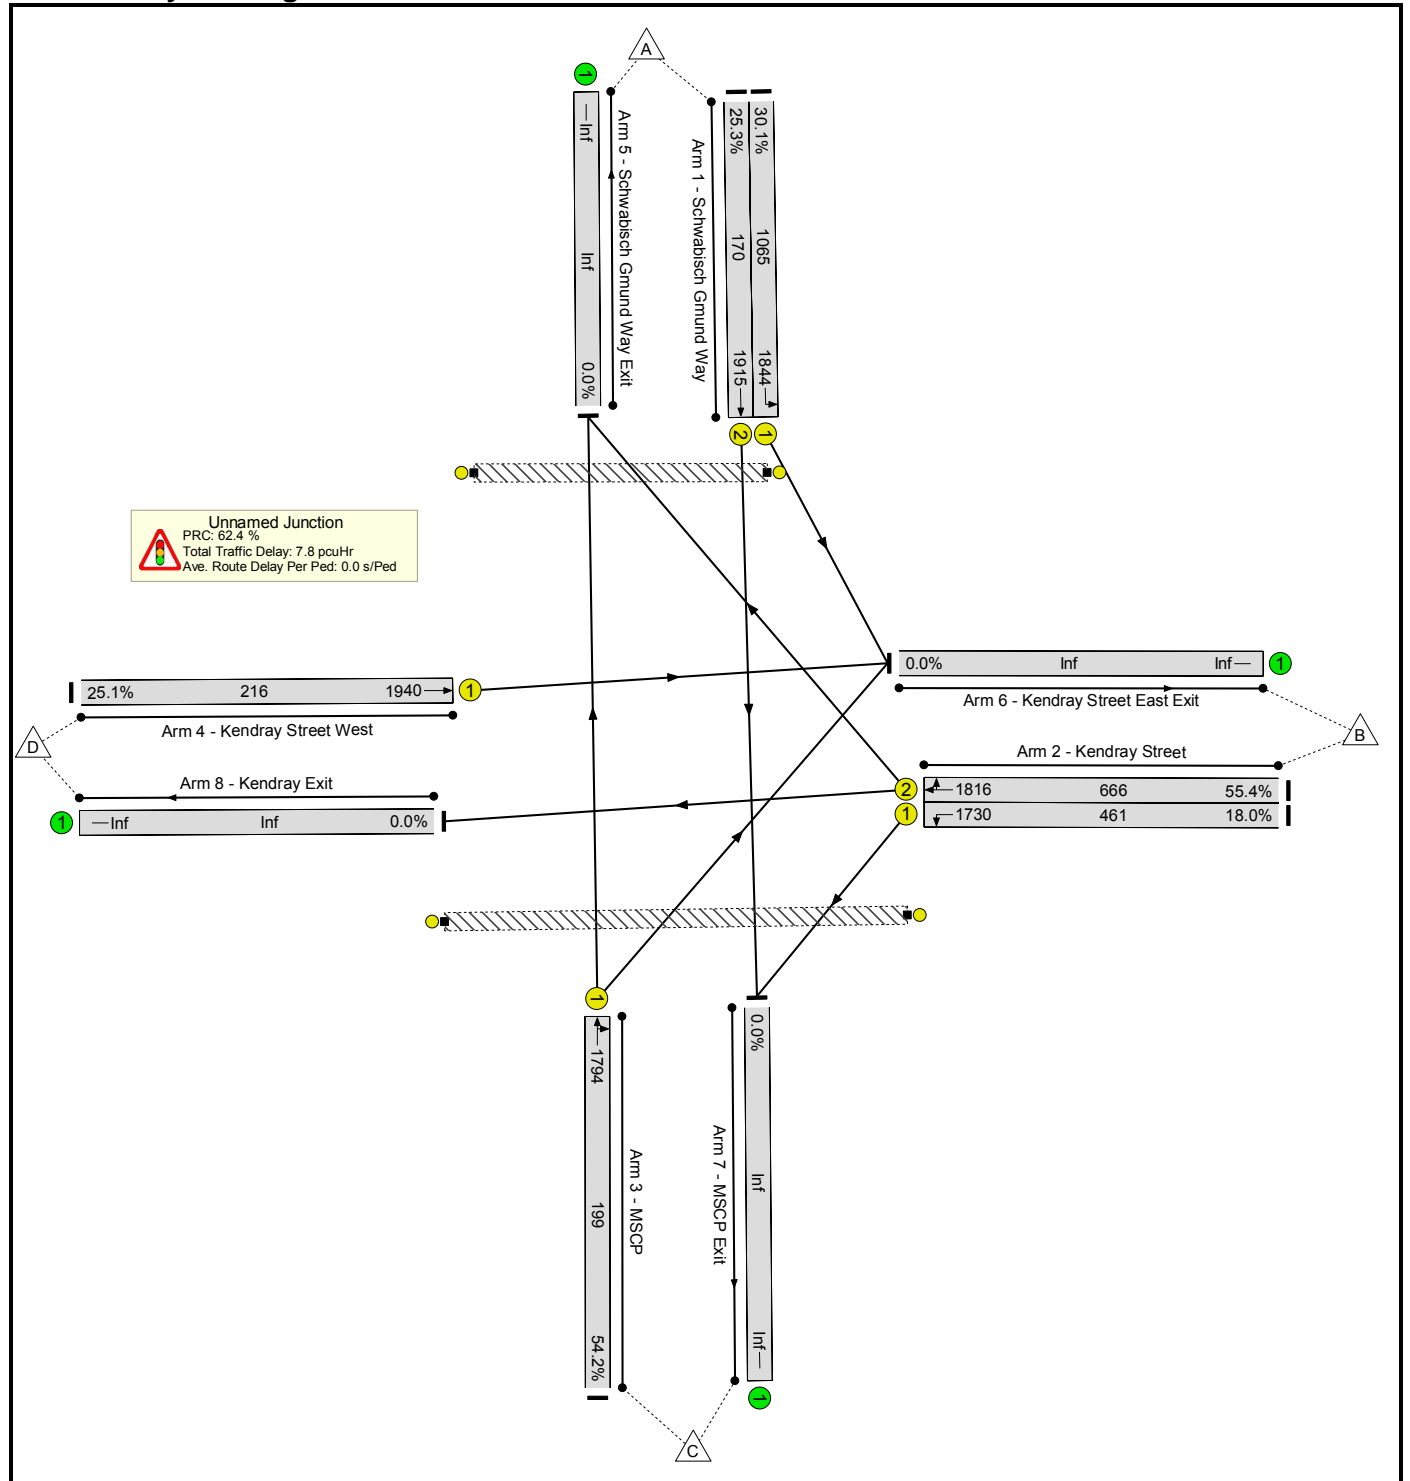 A
1
Inf
Inf
0.0%
Arm 5 - Schwabisch Gmund Way Exit
Arm 1 - Schwabisch Gmund Way
25.3% 170 1915
30.1% 1065 1844
2
1
Unnamed Junction
PRC: 62.4 %
Total Traffic Delay: 7.8 pcuHr
Ave. Route Delay Per Ped: 0.0 s/Ped
0.0% Inf Inf
1
Arm 6 - Kendray Street East Exit
25.1% 216 1940
1
Arm 4 - Kendray Street West
D
B
Arm 2 - Kendray Street
Arm 8 - Kendray Exit
2
1816 666 55.4%
1
1730 461 18.0%
1
Inf Inf 0.0%
1
1794 199 54.2%
Arm 3 - MSCP
Arm 7 - MSCP Exit
0.0% Inf Inf
1
C